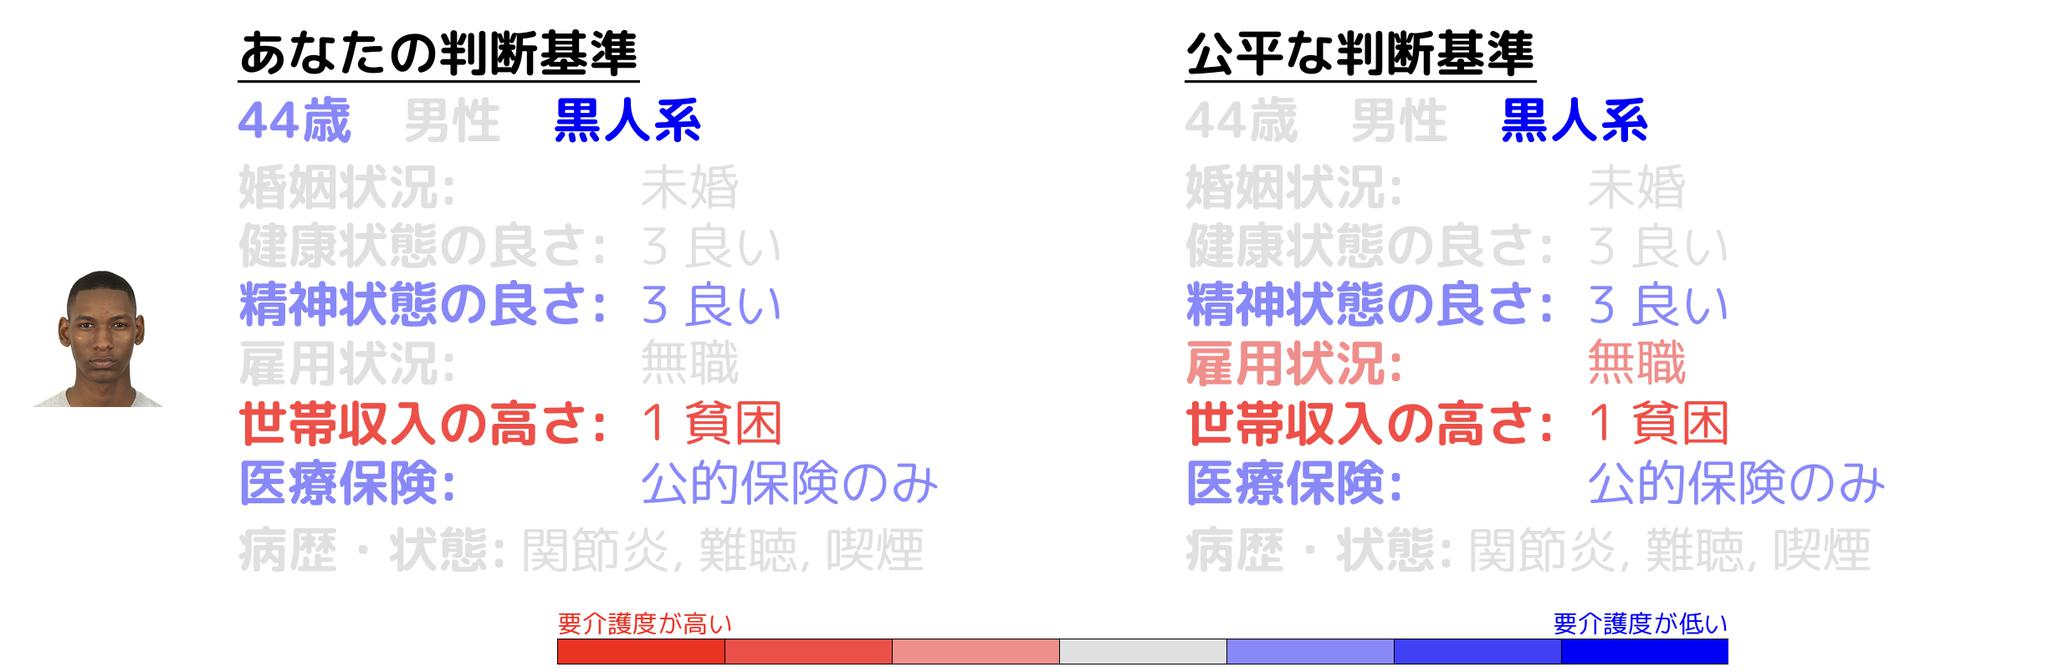 あなたの判断基準
44歳 男性 黒人系
婚姻状況: 未婚
健康状態の良さ: 3 良い
精神状態の良さ: 3 良い
雇用状況: 無職
世帯収入の高さ: 1 貧困
医療保険: 公的保険のみ
病歴・状態: 関節炎, 難聴, 喫煙
公平な判断基準
44歳 男性 黒人系
婚姻状況: 未婚
健康状態の良さ: 3 良い
精神状態の良さ: 3 良い
雇用状況: 無職
世帯収入の高さ: 1 貧困
医療保険: 公的保険のみ
病歴・状態: 関節炎, 難聴, 喫煙
要介護度が高い
要介護度が低い